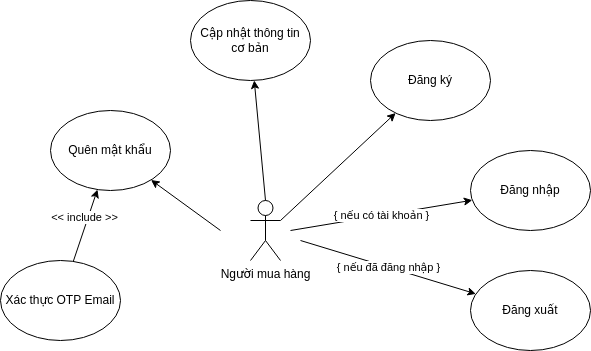 Cập nhật thông tin
cơ bản
Đăng ký
Quên mật khẩu
Đăng nhập
<< include >>
{ nếu có tài khoản }
Người mua hàng
{ nếu đã đăng nhập }
Xác thực OTP Email
Đăng xuất